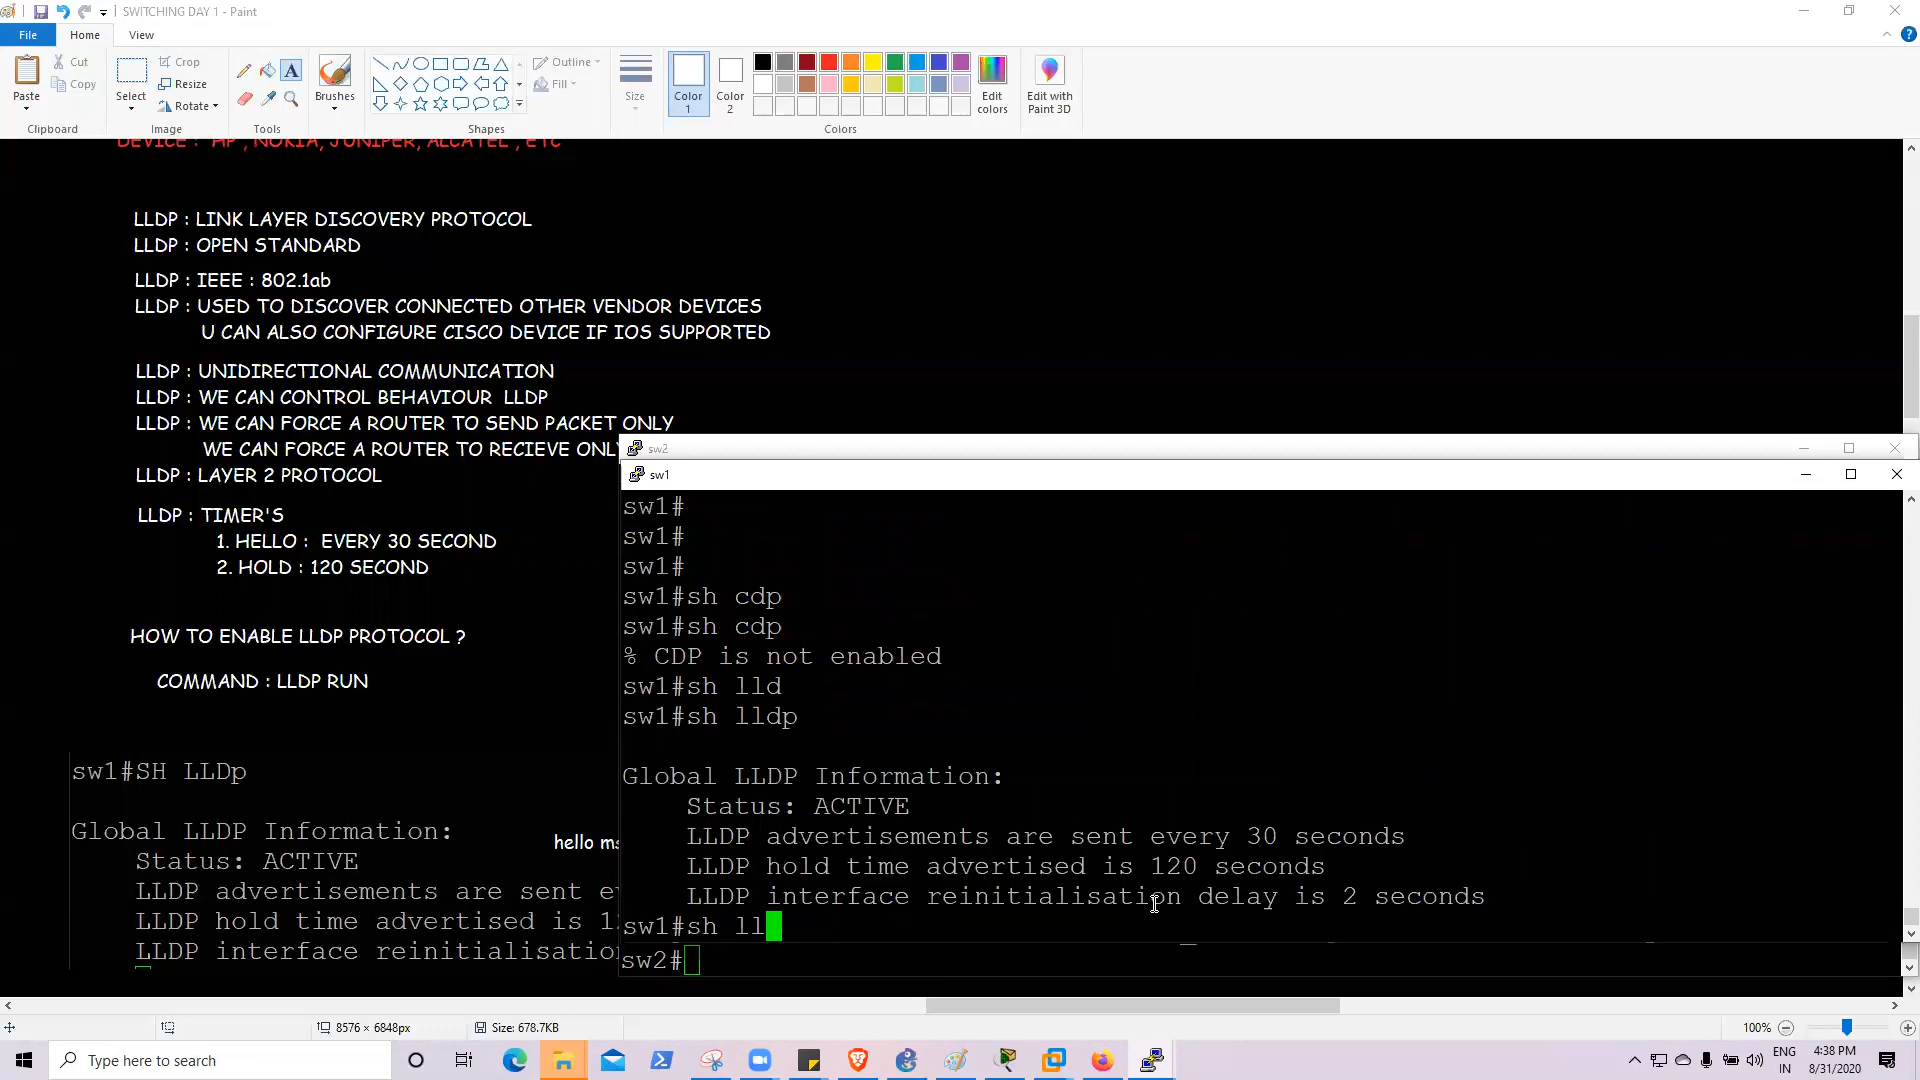 SWITCHING DAY 1 - Paint
File
Home
View
Paste
Cut
Copy
Clipboard
Select
Crop
Resize
Rotate
Image
A
Tools
Brushes
Shapes
Outline
Fill
Size
Color 1
Color 2
Edit colors
Colors
Edit with Paint 3D
DEVICE : HP , NOKIA, JUNIPER, ALCATEL , ETC
LLDP : LINK LAYER DISCOVERY PROTOCOL
LLDP : OPEN STANDARD
LLDP : IEEE : 802.1ab
LLDP : USED TO DISCOVER CONNECTED OTHER VENDOR DEVICES
U CAN ALSO CONFIGURE CISCO DEVICE IF IOS SUPPORTED
LLDP : UNIDIRECTIONAL COMMUNICATION
LLDP : WE CAN CONTROL BEHAVIOUR LLDP
LLDP : WE CAN FORCE A ROUTER TO SEND PACKET ONLY
WE CAN FORCE A ROUTER TO RECIEVE ONL
LLDP : LAYER 2 PROTOCOL
LLDP : TIMER'S
1. HELLO : EVERY 30 SECOND
2. HOLD : 120 SECOND
HOW TO ENABLE LLDP PROTOCOL ?
COMMAND : LLDP RUN
sw1#SH LLDp
Global LLDP Information:
Status: ACTIVE
LLDP advertisements are sent e
LLDP hold time advertised is 1
LLDP interface reinitialisatio
hello ms
sw2
sw1
sw1#
sw1#
sw1#
sw1#sh cdp
sw1#sh cdp
% CDP is not enabled
sw1#sh lld
sw1#sh lldp
Global LLDP Information:
Status: ACTIVE
LLDP advertisements are sent every 30 seconds
LLDP hold time advertised is 120 seconds
LLDP interface reinitialisation delay is 2 seconds
sw1#sh ll
sw2#
8576 × 6848px
Size: 678.7KB
100%
Type here to search
ENG
IN
4:38 PM
8/31/2020